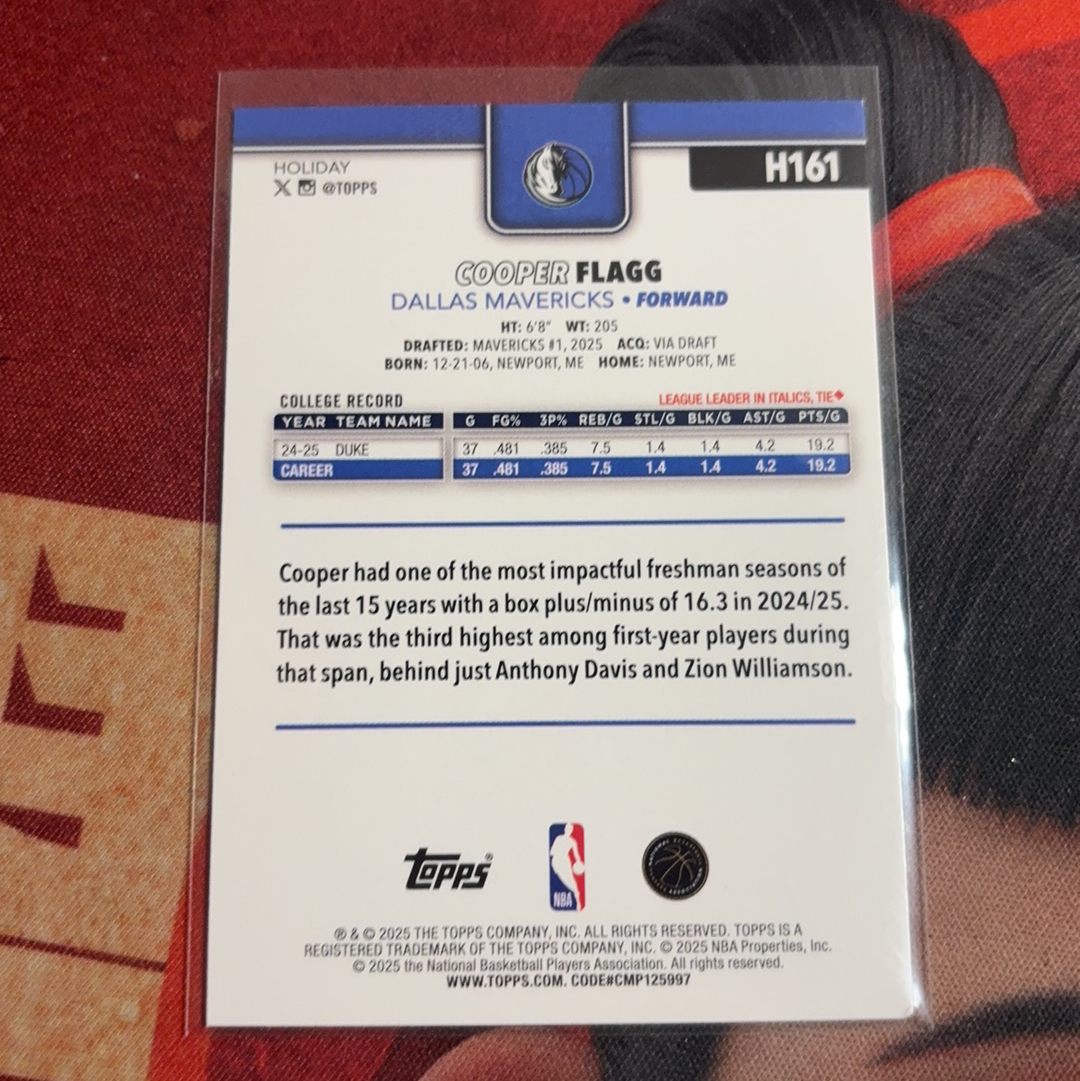 HOLIDAY
@TOPPS
H161
COOPER FLAGG
DALLAS MAVERICKS • FORWARD
HT: 6'8" WT: 205
DRAFTED: MAVERICKS #1, 2025 ACQ: VIA DRAFT
BORN: 12-21-06, NEWPORT, ME HOME: NEWPORT, ME
COLLEGE RECORD LEAGUE LEADER IN ITALICS, TIE♦
YEAR TEAM NAME G FG% 3P% REB/G STL/G BLK/G AST/G PTS/G
24-25 DUKE 37 .481 .385 7.5 1.4 1.4 4.2 19.2
CAREER 37 .481 .385 7.5 1.4 1.4 4.2 19.2
Cooper had one of the most impactful freshman seasons of
the last 15 years with a box plus/minus of 16.3 in 2024/25.
That was the third highest among first-year players during
that span, behind just Anthony Davis and Zion Williamson.
Topps®
NBA
® & © 2025 THE TOPPS COMPANY, INC. ALL RIGHTS RESERVED. TOPPS IS A
REGISTERED TRADEMARK OF THE TOPPS COMPANY, INC. © 2025 NBA Properties, Inc.
© 2025 the National Basketball Players Association. All rights reserved.
WWW.TOPPS.COM. CODE#CMP125997